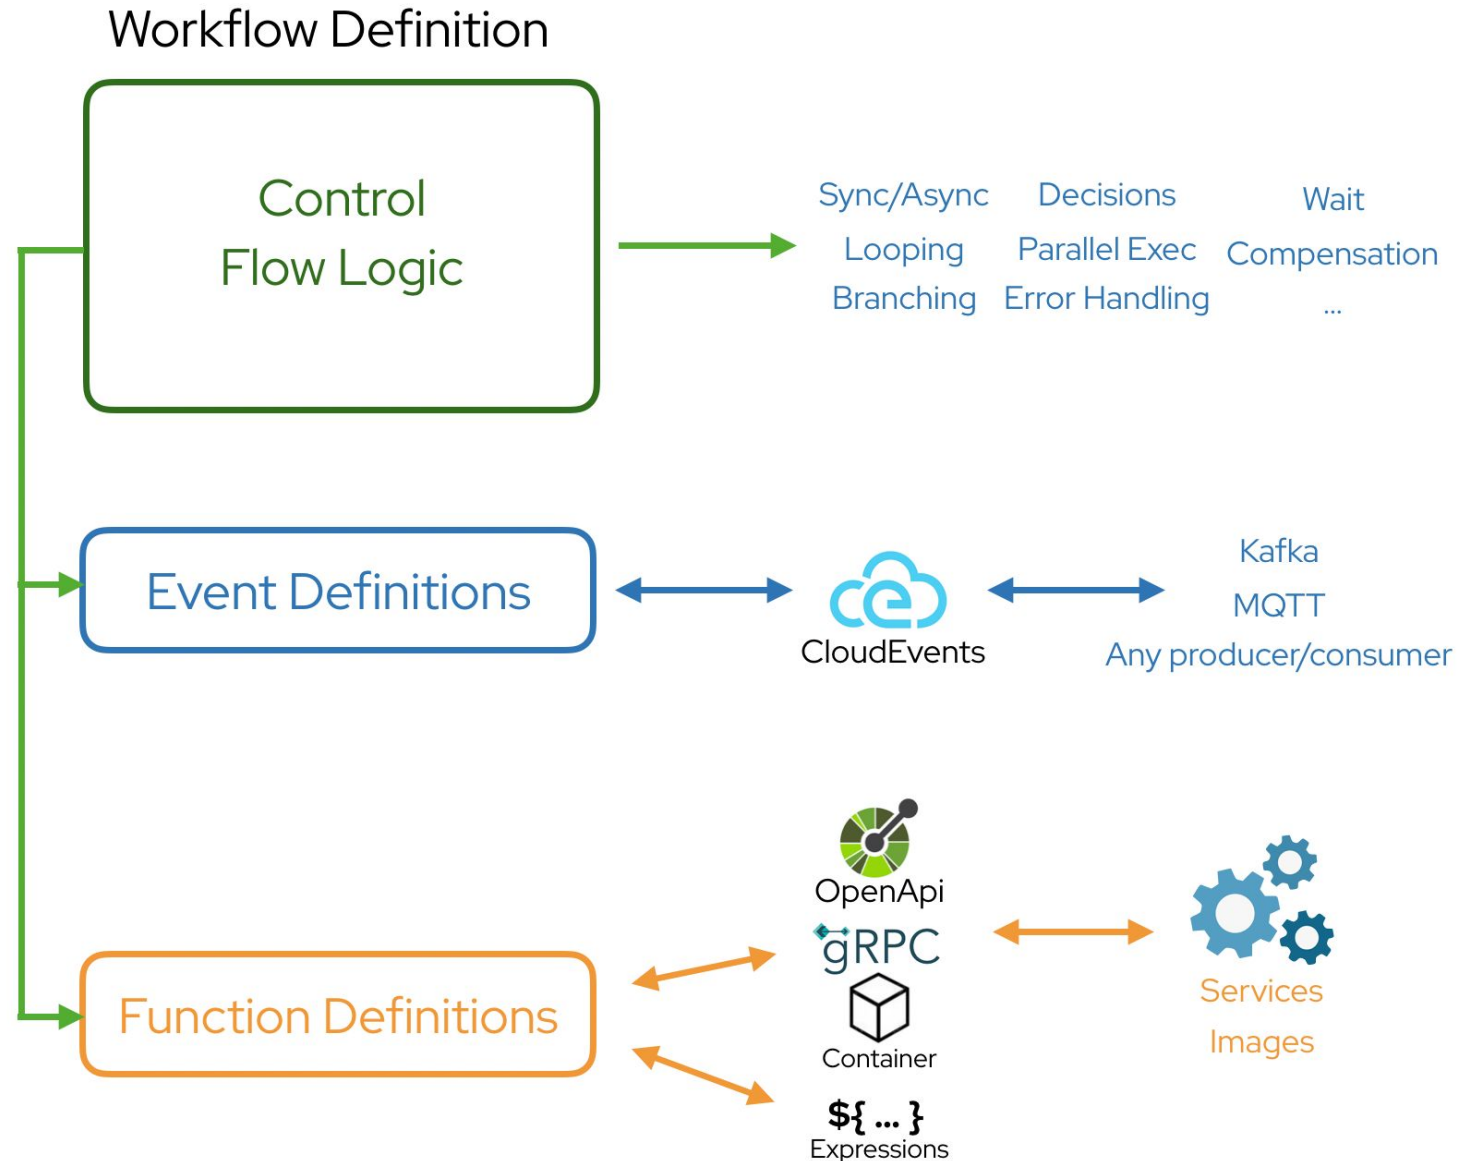 Workflow Definition
Control
Flow Logic
Sync/Async
Looping
Branching
Decisions
Parallel Exec
Error Handling
Wait
Compensation
...
Event Definitions
CloudEvents
Kafka
MQTT
Any producer/consumer
Function Definitions
OpenApi
gRPC
Container
${ ... }
Expressions
Services
Images